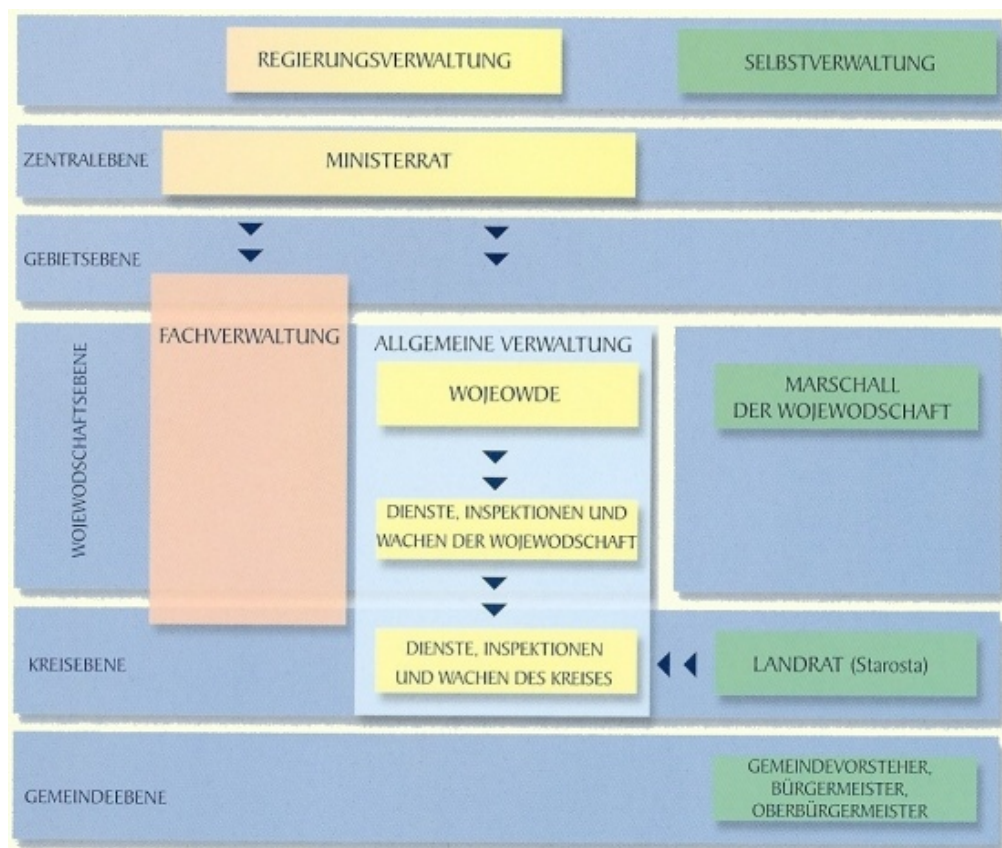 REGIERUNGSVERWALTUNG
SELBSTVERWALTUNG
ZENTRALEBENE
MINISTERRAT
GEBIETSEBENE
WOJEWODSCHAFTSEBENE
FACHVERWALTUNG
ALLGEMEINE VERWALTUNG
WOJEOWDE
MARSCHALL
DER WOJEWODSCHAFT
DIENSTE, INSPEKTIONEN UND
WACHEN DER WOJEWODSCHAFT
KREISEBENE
DIENSTE, INSPEKTIONEN
UND WACHEN DES KREISES
LANDRAT (Starosta)
GEMEINDEEBENE
GEMEINDEVORSTEHER,
BÜRGERMEISTER,
OBERBÜRGERMEISTER